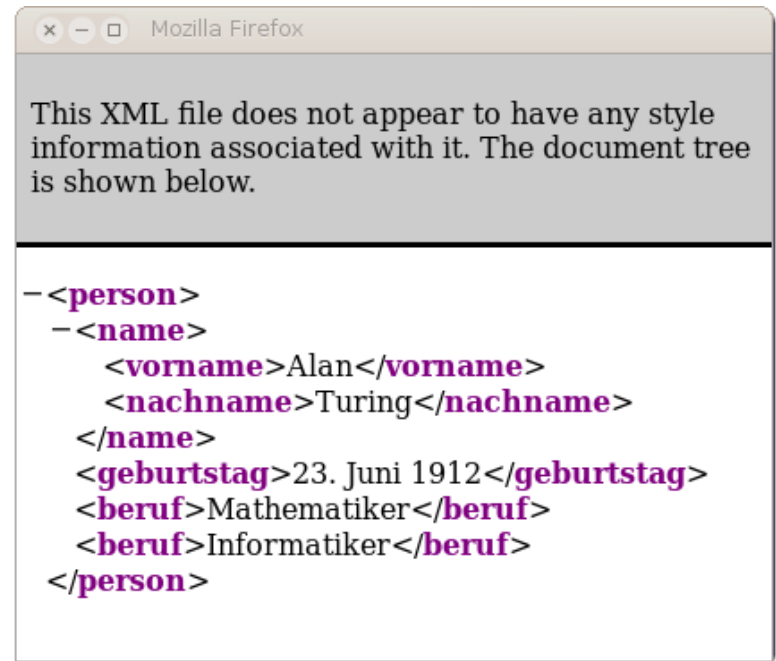 Mozilla Firefox
This XML file does not appear to have any style
information associated with it. The document tree
is shown below.
−<person>
−<name>
<vorname>Alan</vorname>
<nachname>Turing</nachname>
</name>
<geburtstag>23. Juni 1912</geburtstag>
<beruf>Mathematiker</beruf>
<beruf>Informatiker</beruf>
</person>